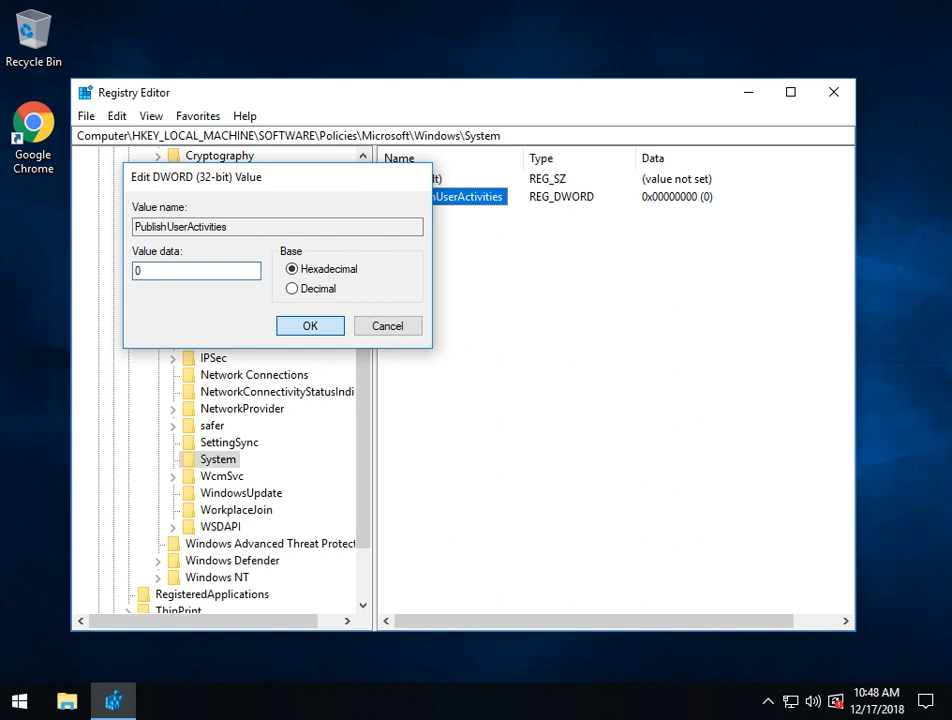 Recycle Bin
Google
Chrome
Registry Editor
File Edit View Favorites Help
Computer\HKEY_LOCAL_MACHINE\SOFTWARE\Policies\Microsoft\Windows\System
Cryptography
Name Type Data
lt) REG_SZ (value not set)
hUserActivities REG_DWORD 0x00000000 (0)
Edit DWORD (32-bit) Value
Value name:
PublishUserActivities
Value data:
0
Base
Hexadecimal
Decimal
OK
Cancel
IPSec
Network Connections
NetworkConnectivityStatusIndi
NetworkProvider
safer
SettingSync
System
WcmSvc
WindowsUpdate
WorkplaceJoin
WSDAPI
Windows Advanced Threat Protect
Windows Defender
Windows NT
RegisteredApplications
ThinPrint
10:48 AM
12/17/2018